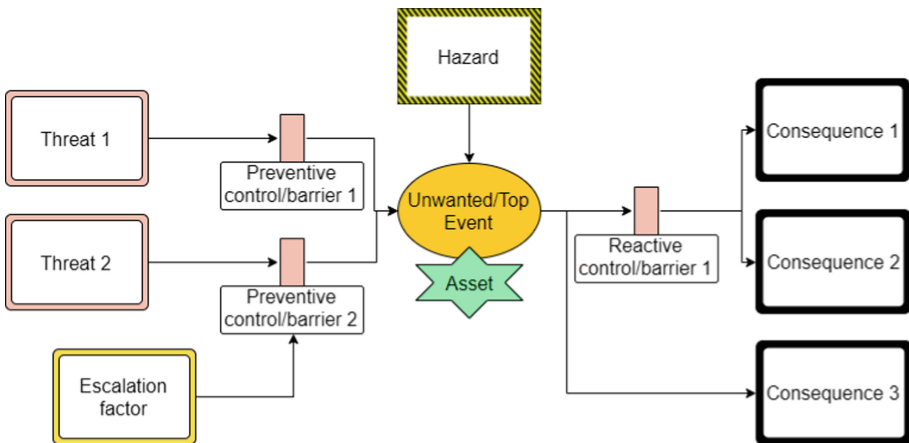 Hazard
Threat 1
Preventive
control/barrier 1
Unwanted/Top
Event
Consequence 1
Threat 2
Preventive
control/barrier 2
Asset
Reactive
control/barrier 1
Consequence 2
Escalation
factor
Consequence 3